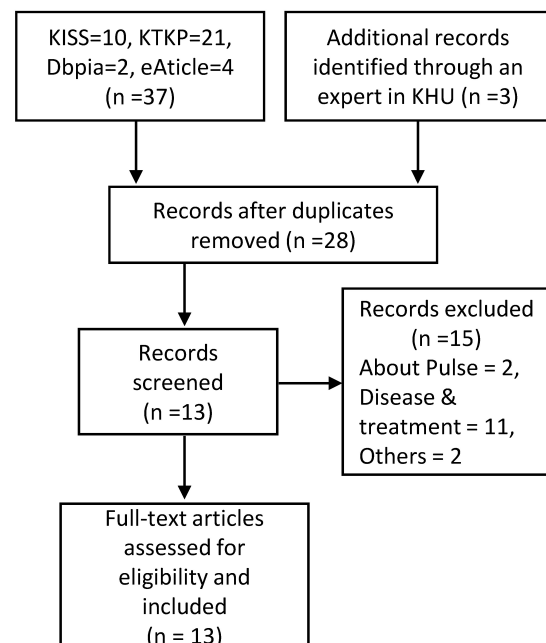 KISS=10, KTKP=21,
Dbpia=2, eAticle=4
(n =37)
Additional records
identified through an
expert in KHU (n =3)
Records after duplicates
removed (n =28)
Records
screened
(n =13)
Records excluded
(n =15)
About Pulse = 2,
Disease &
treatment = 11,
Others = 2
Full-text articles
assessed for
eligibility and
included
(n = 13)